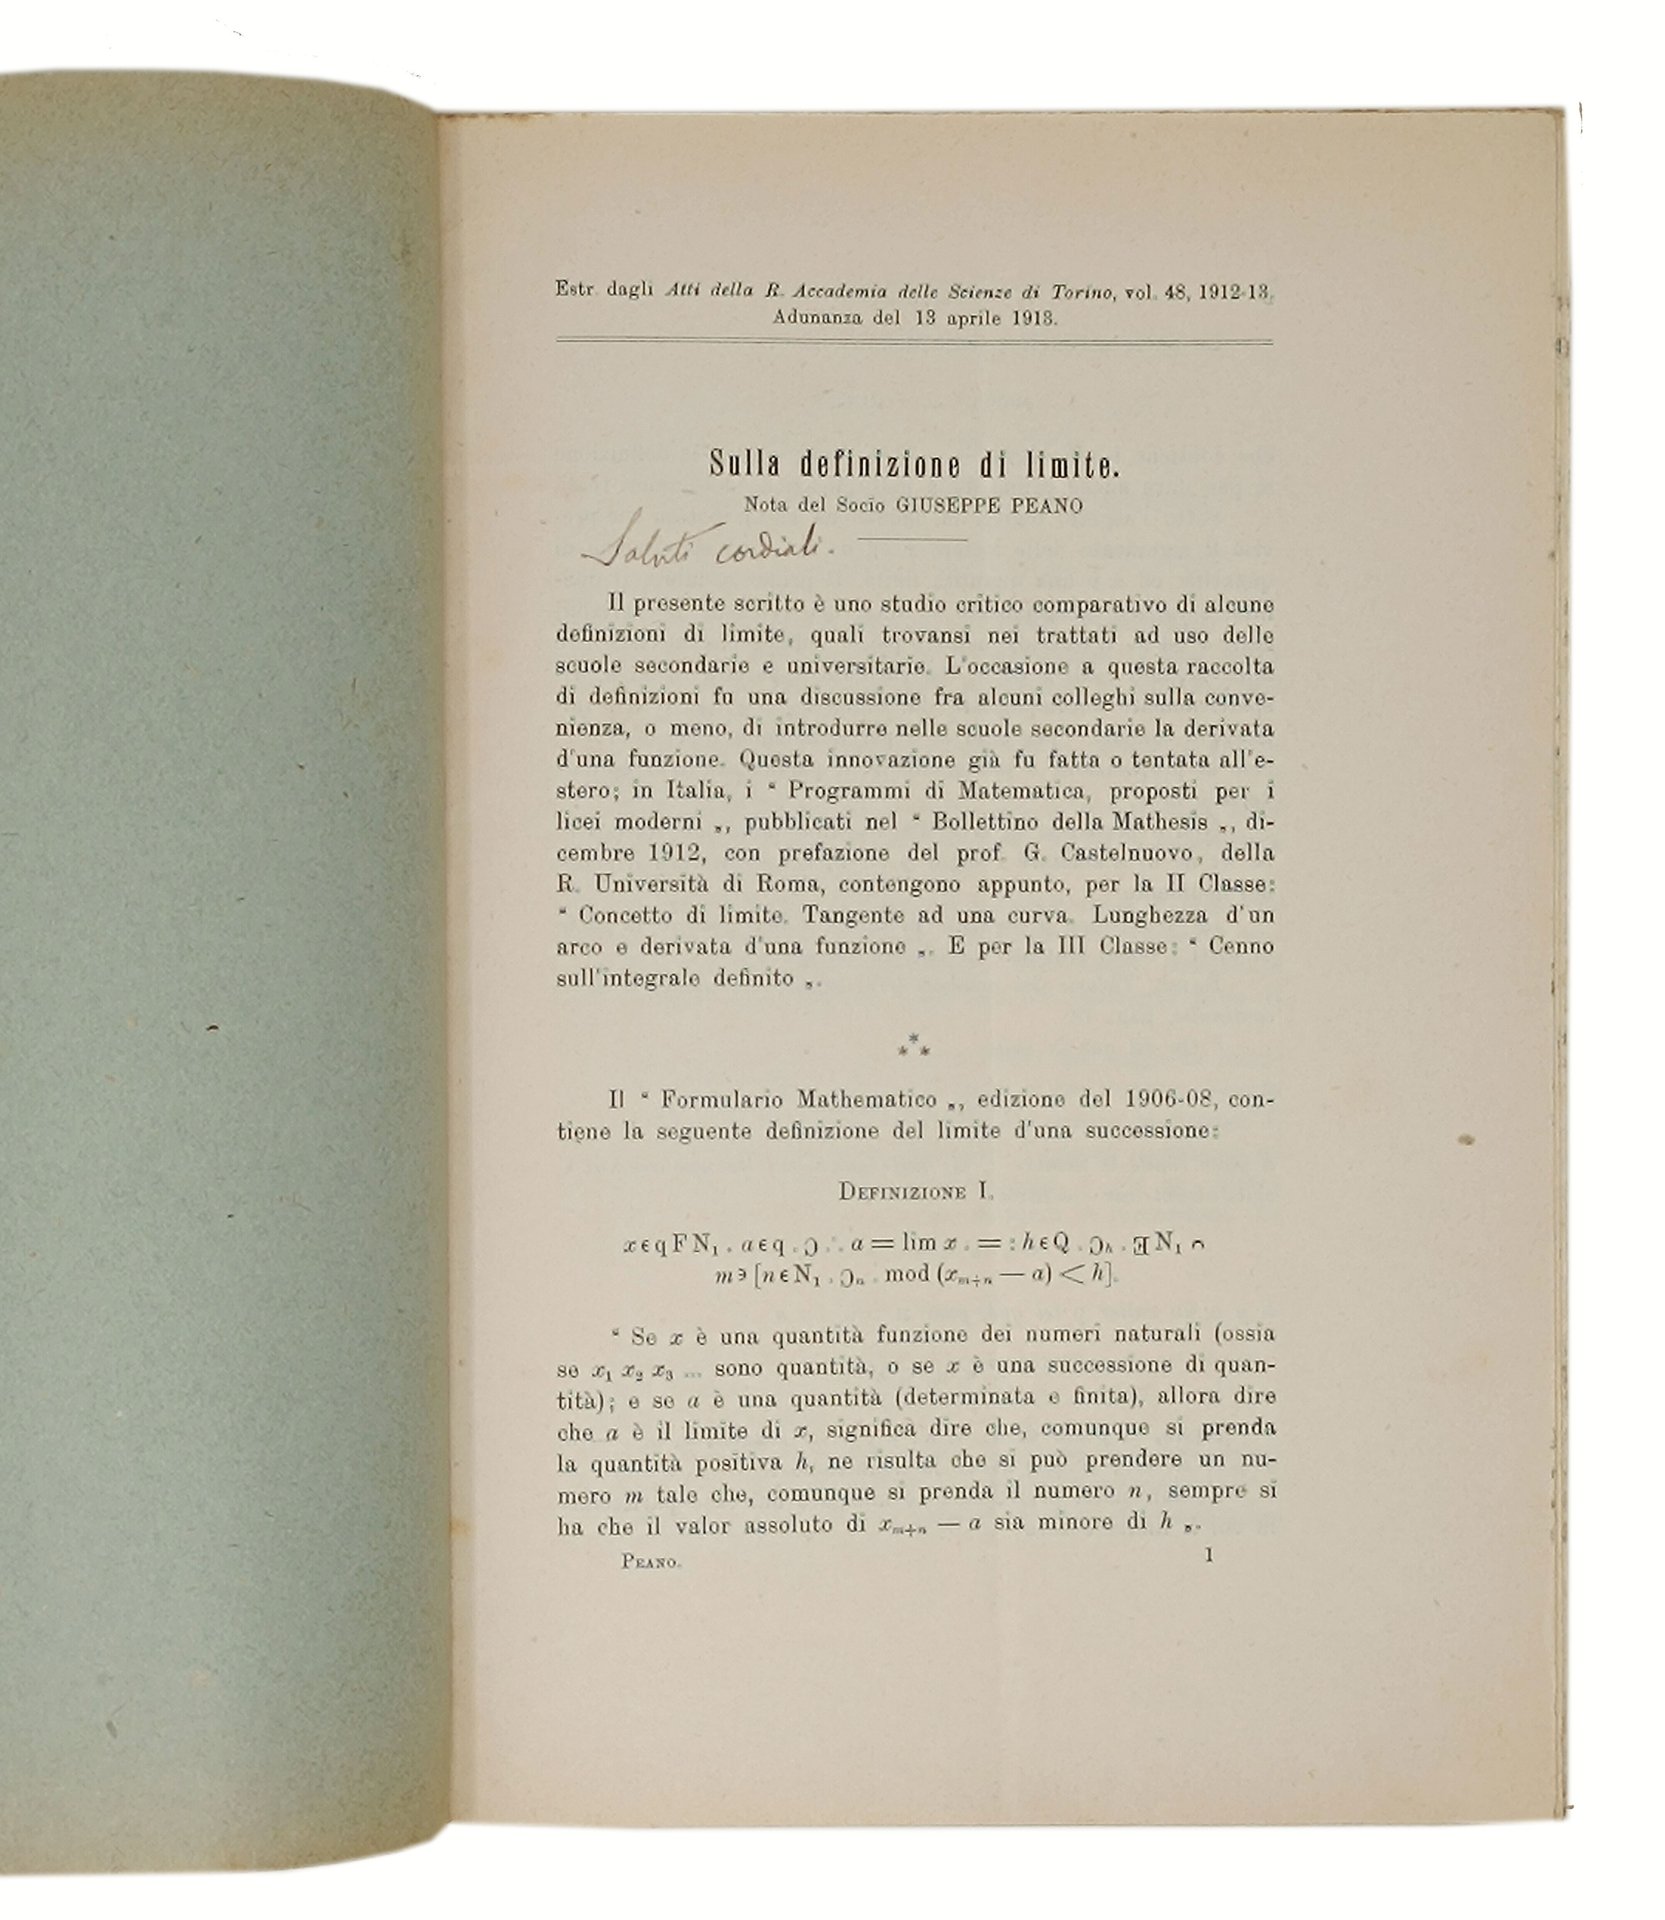 Estr. dagli Atti della R. Accademia delle Scienze di Torino, vol. 48, 1912-13.
Adunanza del 13 aprile 1913.
Sulla definizione di limite.
Nota del Socio GIUSEPPE PEANO
Saluti cordiali.
Il presente scritto è uno studio critico comparativo di alcune
definizioni di limite, quali trovansi nei trattati ad uso delle
scuole secondarie e universitarie. L'occasione a questa raccolta
di definizioni fu una discussione fra alcuni colleghi sulla conve-
nienza, o meno, di introdurre nelle scuole secondarie la derivata
d'una funzione. Questa innovazione già fu fatta o tentata all'e-
stero; in Italia, i “ Programmi di Matematica, proposti per i
licei moderni „, pubblicati nel “ Bollettino della Mathesis „, di-
cembre 1912, con prefazione del prof. G. Castelnuovo, della
R. Università di Roma, contengono appunto, per la II Classe:
“ Concetto di limite. Tangente ad una curva. Lunghezza d'un
arco e derivata d'una funzione „. E per la III Classe: “ Cenno
sull'integrale definito „.
***
Il “ Formulario Mathematico „, edizione del 1906-08, con-
tiene la seguente definizione del limite d'una successione:
DEFINIZIONE I.
x ϵ q F N₁ . a ϵ q . Ɔ ∴ a = lim x . = : h ϵ Q . Ɔₕ . ∃ N₁ ∩
m ∍ [n ϵ N₁ . Ɔₙ . mod (xₘ₊ₙ — a) < h].
“ Se x è una quantità funzione dei numeri naturali (ossia
se x₁ x₂ x₃ ... sono quantità, o se x è una successione di quan-
tità); e se a è una quantità (determinata e finita), allora dire
che a è il limite di x, significa dire che, comunque si prenda
la quantità positiva h, ne risulta che si può prendere un nu-
mero m tale che, comunque si prenda il numero n, sempre si
ha che il valor assoluto di xₘ₊ₙ — a sia minore di h „.
PEANO. 1